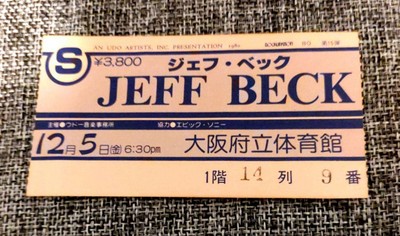 AN UDO ARTISTS, INC. PRESENTATION 1980
S
¥3,800
ジェフ・ベック
JEFF BECK
主催●ウドー音楽事務所 協力●エピック・ソニー
12月5日(金)6:30pm 大阪府立体育館
1階 14 列 9 番